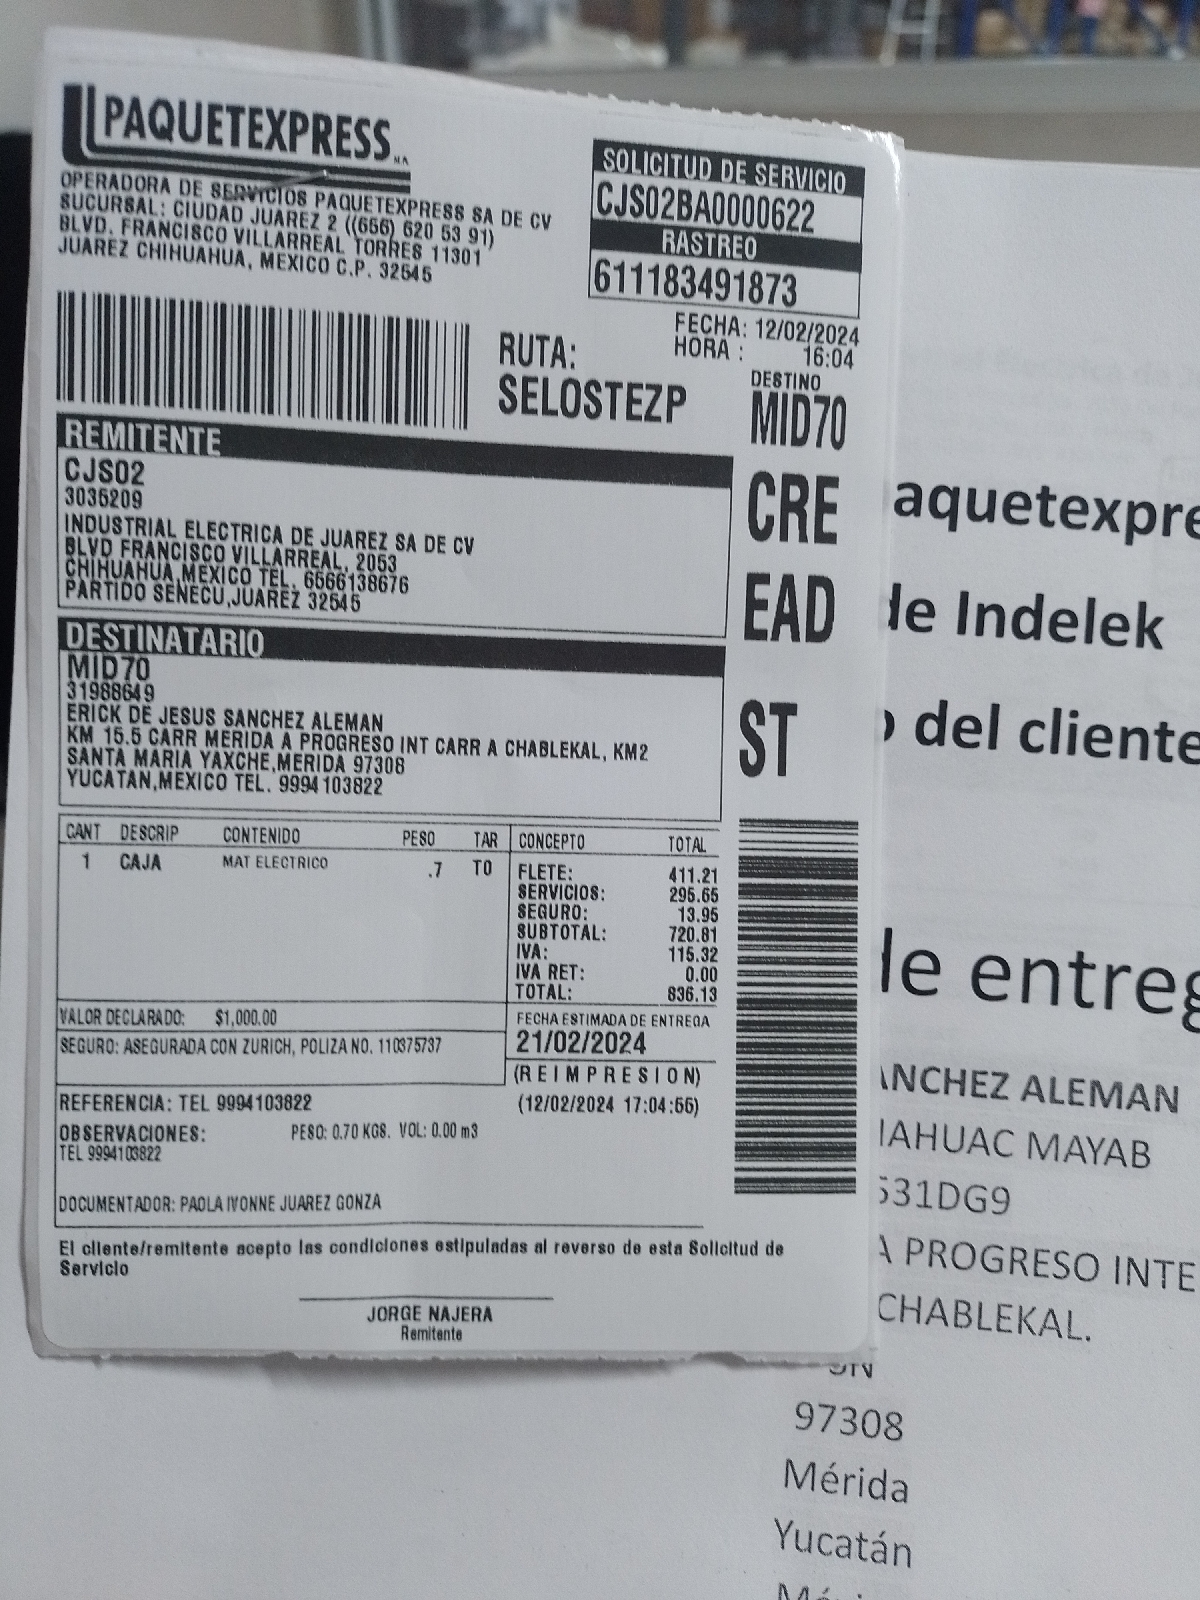 PAQUETEXPRESS
OPERADORA DE SERVICIOS PAQUETEXPRESS SA DE CV
SUCURSAL: CIUDAD JUAREZ 2 ((656) 620 53 91)
BLVD. FRANCISCO VILLARREAL TORRES 11301
JUAREZ CHIHUAHUA, MEXICO C.P. 32545
SOLICITUD DE SERVICIO
CJS02BA0000622
RASTREO
611183491873
FECHA: 12/02/2024
HORA : 16:04
RUTA:
SELOSTEZP
DESTINO
MID70
CRE
EAD
ST
REMITENTE
CJS02
3035209
INDUSTRIAL ELECTRICA DE JUAREZ SA DE CV
BLVD FRANCISCO VILLARREAL, 2053
CHIHUAHUA,MEXICO TEL. 6566138676
PARTIDO SENECU,JUAREZ 32545
DESTINATARIO
MID70
31988649
ERICK DE JESUS SANCHEZ ALEMAN
KM 15.5 CARR MERIDA A PROGRESO INT CARR A CHABLEKAL, KM2
SANTA MARIA YAXCHE,MERIDA 97308
YUCATAN,MEXICO TEL. 9994103822
CANT DESCRIP CONTENIDO PESO TAR
1 CAJA MAT ELECTRICO .7 T0
CONCEPTO TOTAL
FLETE: 411.21
SERVICIOS: 295.65
SEGURO: 13.95
SUBTOTAL: 720.81
IVA: 115.32
IVA RET: 0.00
TOTAL: 836.13
VALOR DECLARADO: $1,000.00
SEGURO: ASEGURADA CON ZURICH, POLIZA NO. 110375737
FECHA ESTIMADA DE ENTREGA
21/02/2024
(REIMPRESION)
(12/02/2024 17:04:55)
REFERENCIA: TEL 9994103822
OBSERVACIONES: PESO: 0.70 KGS. VOL: 0.00 m3
TEL 9994103822
DOCUMENTADOR: PAOLA IVONNE JUAREZ GONZA
El cliente/remitente acepto las condiciones estipuladas al reverso de esta Solicitud de
Servicio
JORGE NAJERA
Remitente
aquetexpre
de Indelek
o del cliente
de entreg
ANCHEZ ALEMAN
AHUAC MAYAB
531DG9
A PROGRESO INTE
CHABLEKAL.
97308
Mérida
Yucatán